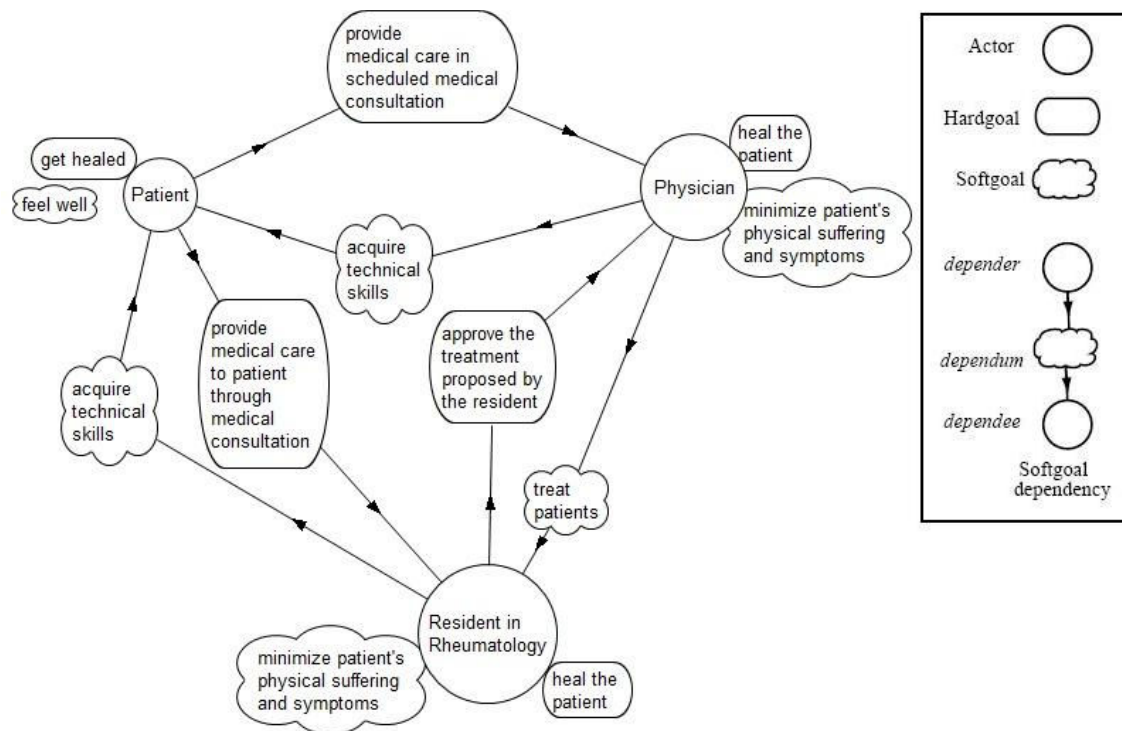 provide
medical care in
scheduled medical
consultation
get healed
feel well
Patient
Physician
heal the
patient
minimize patient's
physical suffering
and symptoms
acquire
technical
skills
provide
medical care
to patient
through
medical
consultation
approve the
treatment
proposed by
the resident
acquire
technical
skills
treat
patients
Resident in
Rheumatology
minimize patient's
physical suffering
and symptoms
heal the
patient
Actor
Hardgoal
Softgoal
depender
dependum
dependee
Softgoal
dependency